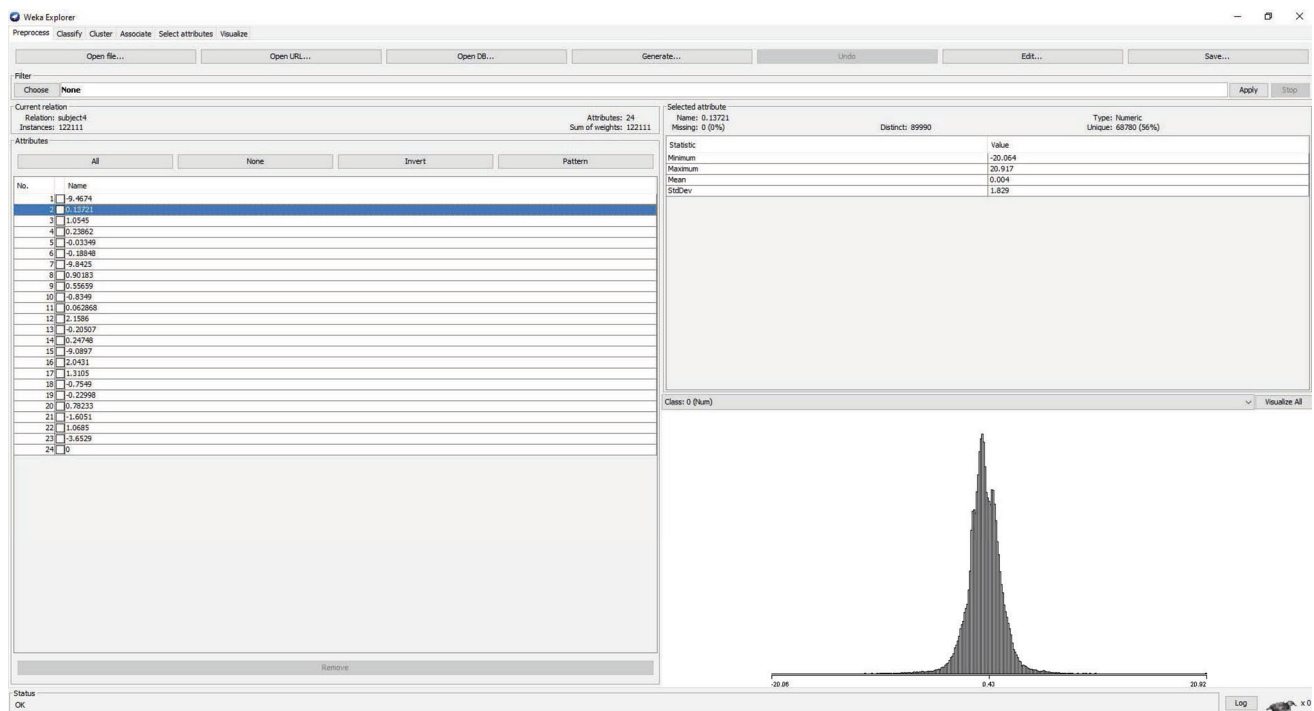 Weka Explorer
Preprocess Classify Cluster Associate Select attributes Visualize
Open file... Open URL... Open DB... Generate... Undo Edit... Save...
Filter
Choose None Apply Stop
Current relation
Relation: subject4 Attributes: 24
Instances: 122111 Sum of weights: 122111
Attributes
All None Invert Pattern
No. Name
1 -9.4674
2 0.13721
3 1.0545
4 0.23862
5 -0.03349
6 -0.18848
7 -9.8425
8 0.90183
9 0.55659
10 -0.8349
11 0.062868
12 2.1586
13 -0.20507
14 0.24748
15 -9.0897
16 2.0431
17 1.3105
18 -0.7549
19 -0.22998
20 0.78233
21 -1.6051
22 1.0685
23 -3.6529
24 0
Remove
Selected attribute
Name: 0.13721 Type: Numeric
Missing: 0 (0%) Distinct: 89990 Unique: 68780 (56%)
Statistic Value
Minimum -20.064
Maximum 20.917
Mean 0.004
StdDev 1.829
Class: 0 (Num) Visualize All
-20.06 0.43 20.92
Status
OK Log x 0